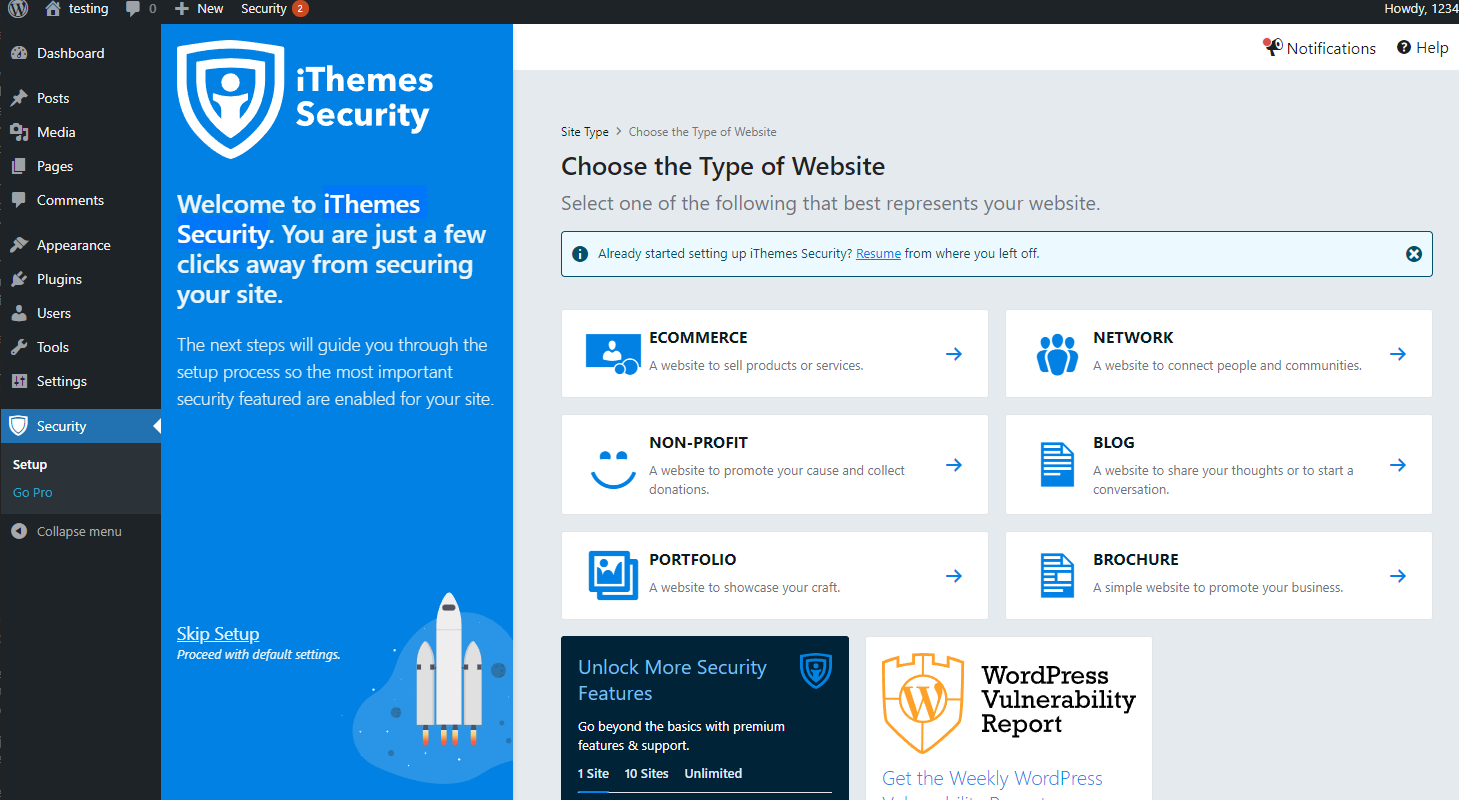 testing
0
New
Security 2
Howdy, 1234
Dashboard
Posts
Media
Pages
Comments
Appearance
Plugins
Users
Tools
Settings
Security
Setup
Go Pro
Collapse menu
iThemes
Security
Welcome to iThemes
Security. You are just a few
clicks away from securing
your site.
The next steps will guide you through the
setup process so the most important
security featured are enabled for your site.
Skip Setup
Proceed with default settings.
Notifications
Help
Site Type > Choose the Type of Website
Choose the Type of Website
Select one of the following that best represents your website.
Already started setting up iThemes Security? Resume from where you left off.
ECOMMERCE
A website to sell products or services.
NETWORK
A website to connect people and communities.
NON-PROFIT
A website to promote your cause and collect
donations.
BLOG
A website to share your thoughts or to start a
conversation.
PORTFOLIO
A website to showcase your craft.
BROCHURE
A simple website to promote your business.
Unlock More Security
Features
Go beyond the basics with premium
features & support.
1 Site 10 Sites Unlimited
WordPress
Vulnerability
Report
Get the Weekly WordPress